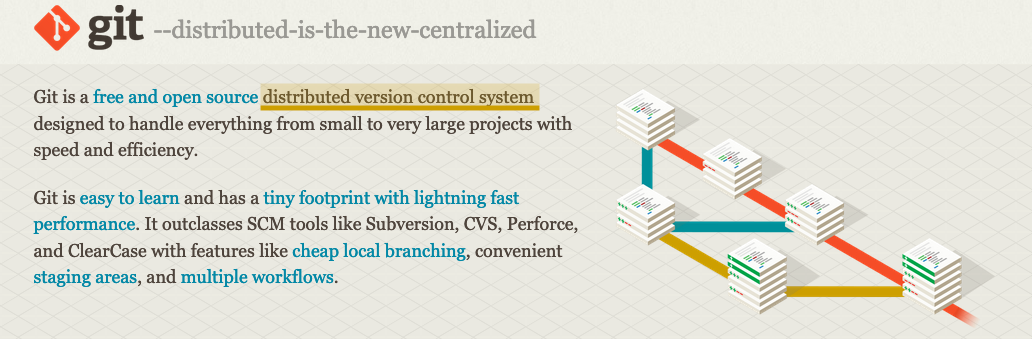 git --distributed-is-the-new-centralized
Git is a free and open source distributed version control system
designed to handle everything from small to very large projects with
speed and efficiency.
Git is easy to learn and has a tiny footprint with lightning fast
performance. It outclasses SCM tools like Subversion, CVS, Perforce,
and ClearCase with features like cheap local branching, convenient
staging areas, and multiple workflows.